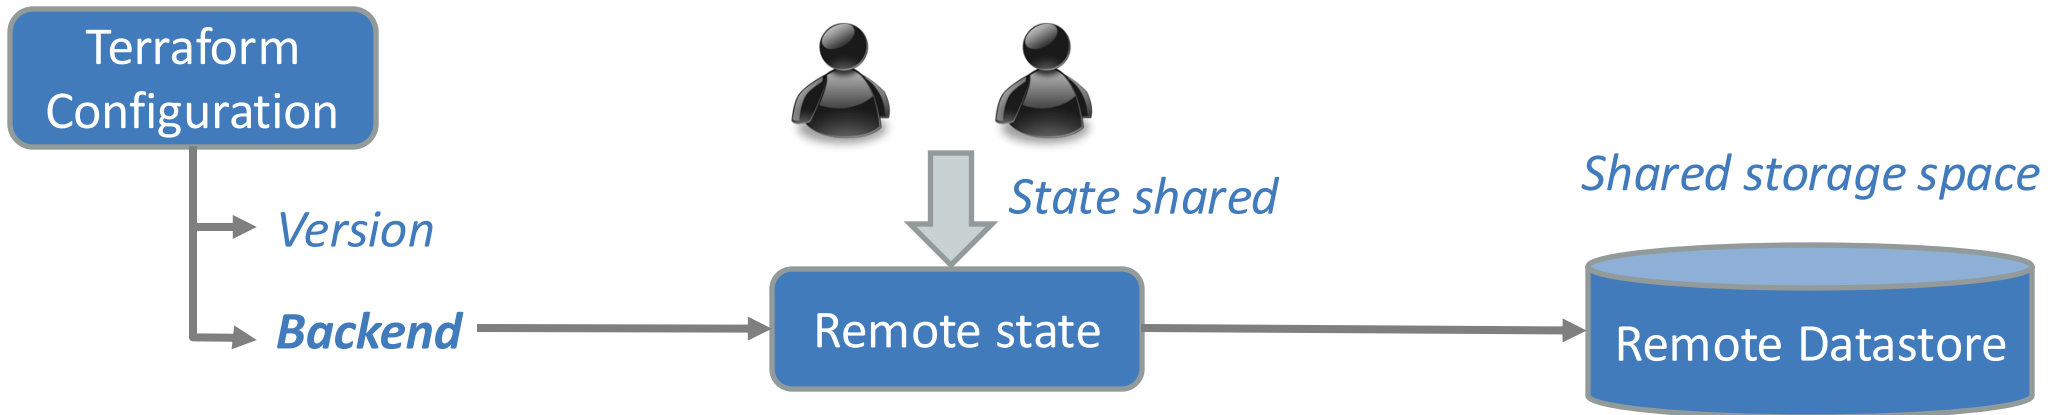 Terraform
Configuration
Version
Backend
State shared
Remote state
Shared storage space
Remote Datastore